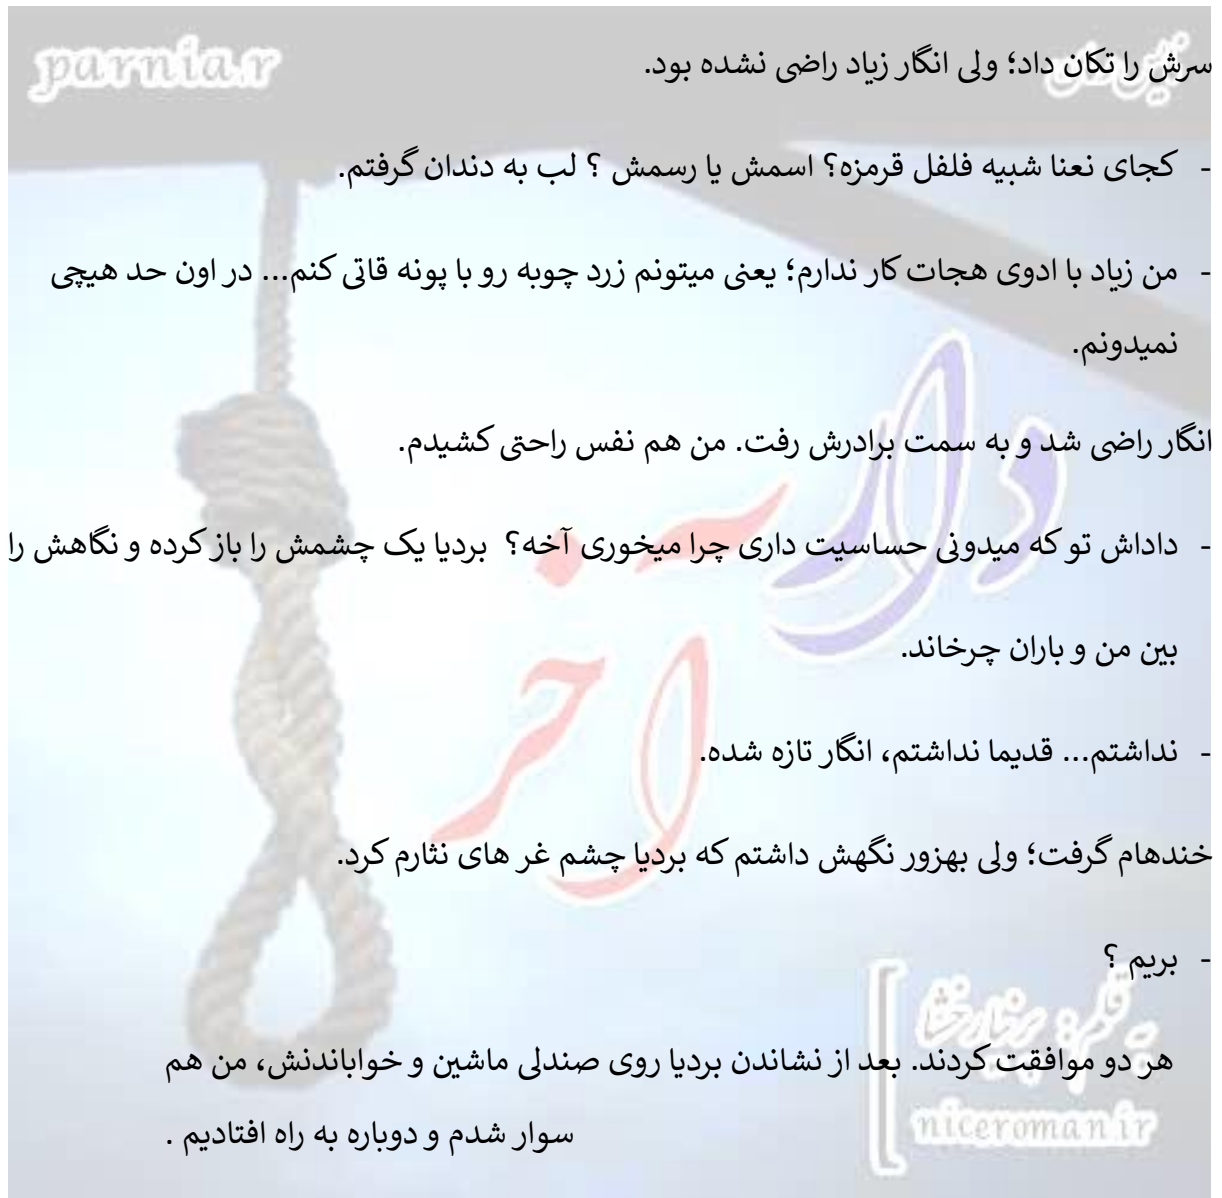 parnia.r
سرش را تکان داد؛ ولی انگار زیاد راضی نشده بود.
- کجای نعنا شبیه فلفل قرمزه؟ اسمش یا رسمش ؟ لب به دندان گرفتم.
- من زیاد با ادوی هجات کار ندارم؛ یعنی میتونم زرد چوبه رو با پونه قاتی کنم... در اون حد هیچی
نمیدونم.
انگار راضی شد و به سمت برادرش رفت. من هم نفس راحتی کشیدم.
- داداش تو که میدونی حساسیت داری چرا میخوری آخه؟ بردیا یک چشمش را باز کرده و نگاهش را
بین من و باران چرخاند.
- نداشتم... قدیما نداشتم، انگار تازه شده.
خندهام گرفت؛ ولی بهزور نگهش داشتم که بردیا چشم غر های نثارم کرد.
- بریم ؟
هر دو موافقت کردند. بعد از نشاندن بردیا روی صندلی ماشین و خواباندنش، من هم
سوار شدم و دوباره به راه افتادیم .
آخر
به قلم:
niceroman.ir